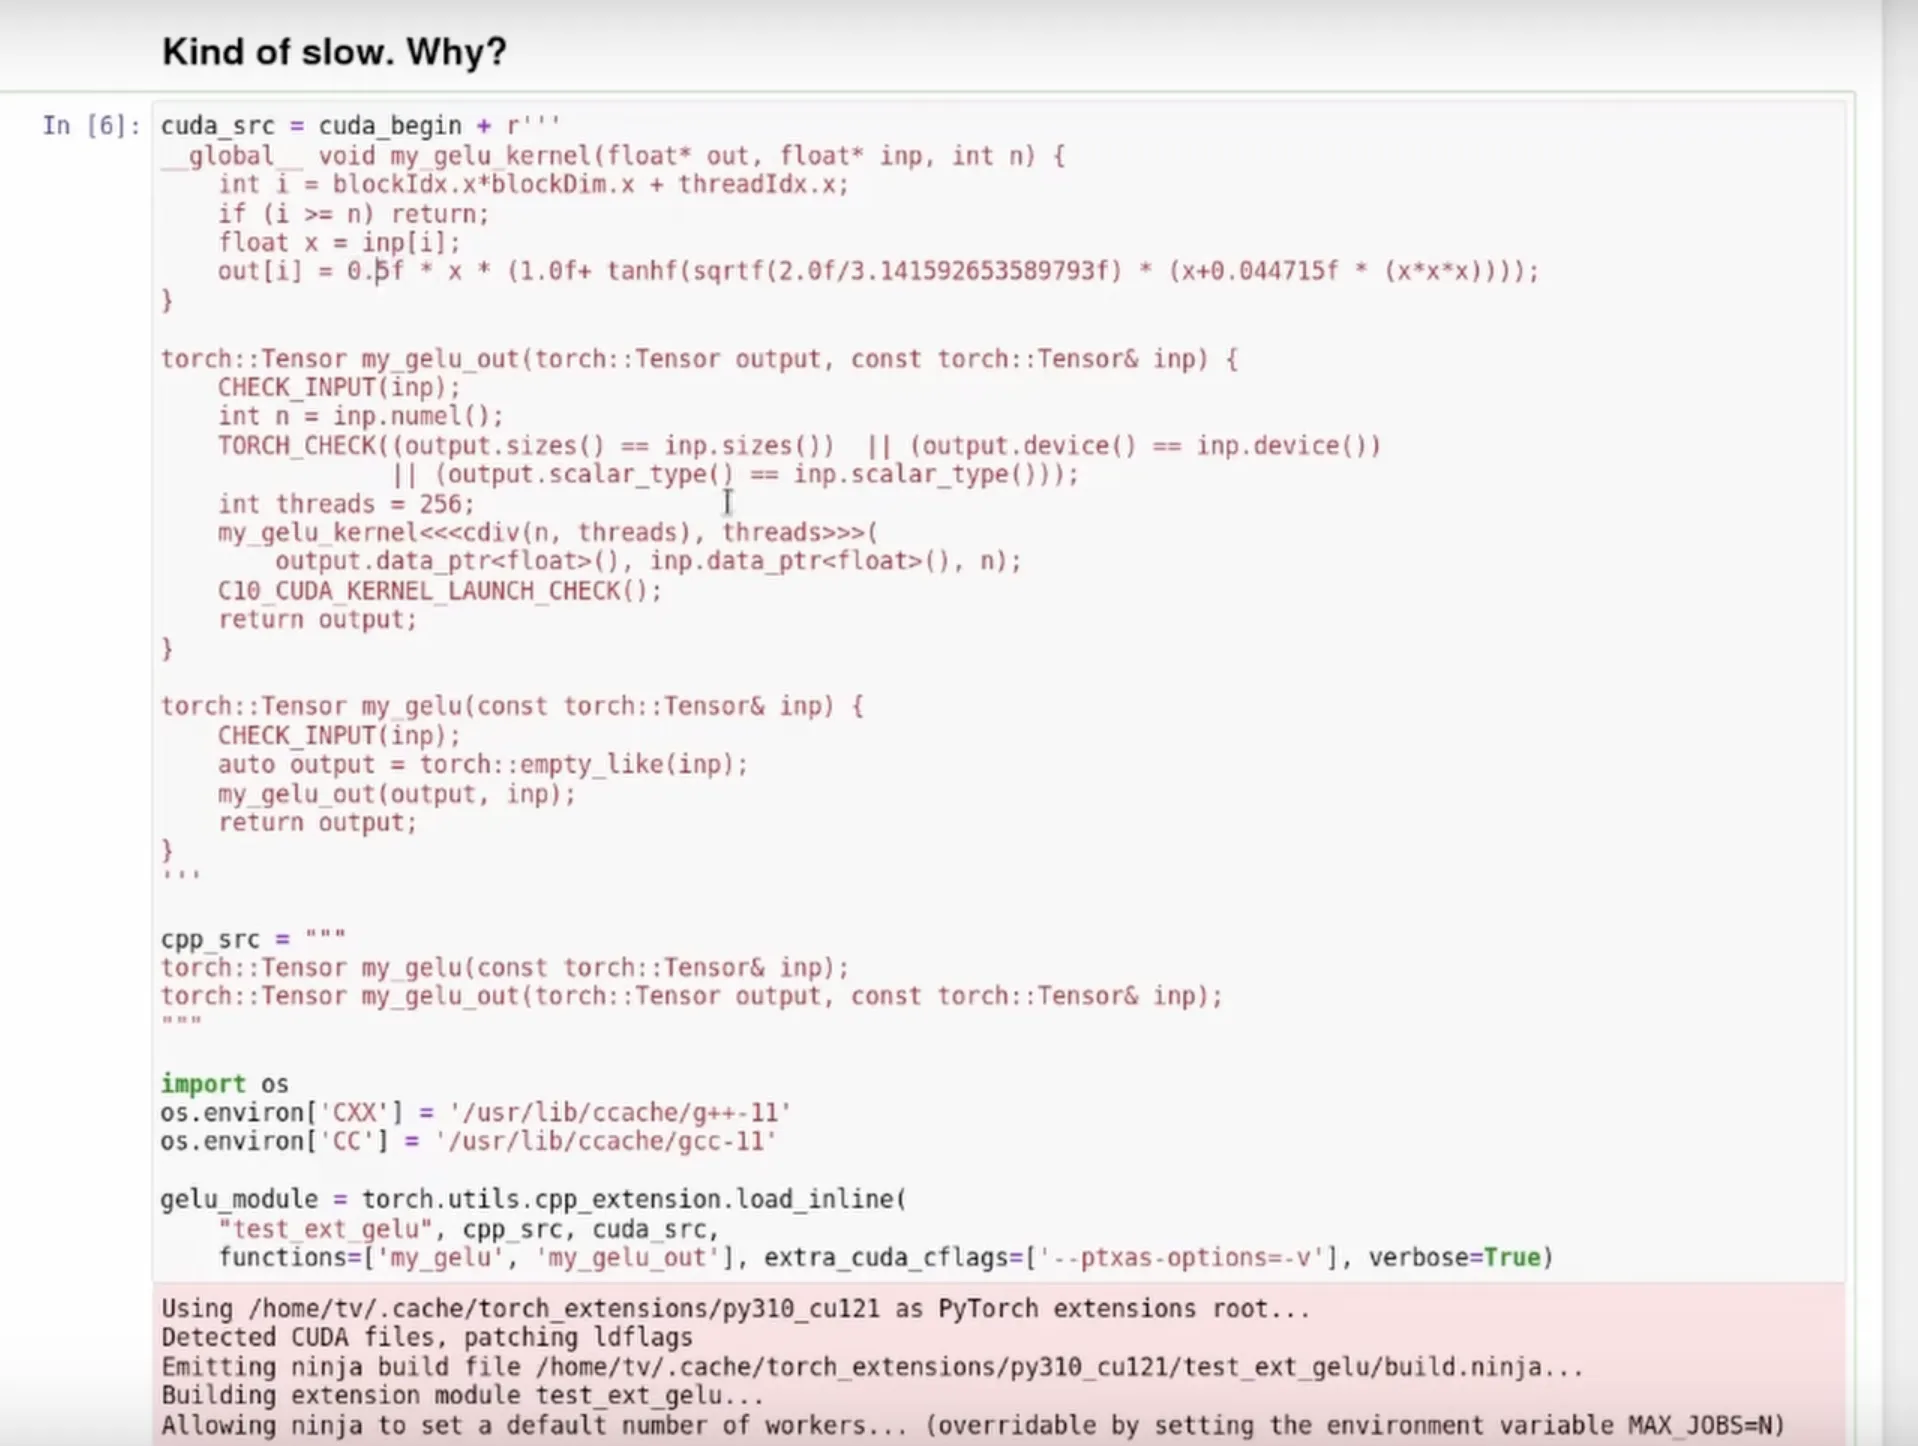 Kind of slow. Why?
In [6]: cuda_src = cuda_begin + r'''
__global__ void my_gelu_kernel(float* out, float* inp, int n) {
    int i = blockIdx.x*blockDim.x + threadIdx.x;
    if (i >= n) return;
    float x = inp[i];
    out[i] = 0.5f * x * (1.0f+ tanhf(sqrtf(2.0f/3.141592653589793f) * (x+0.044715f * (x*x*x))));
}

torch::Tensor my_gelu_out(torch::Tensor output, const torch::Tensor& inp) {
    CHECK_INPUT(inp);
    int n = inp.numel();
    TORCH_CHECK((output.sizes() == inp.sizes())  || (output.device() == inp.device())
                || (output.scalar_type() == inp.scalar_type()));
    int threads = 256;
    my_gelu_kernel<<<cdiv(n, threads), threads>>>(
        output.data_ptr<float>(), inp.data_ptr<float>(), n);
    C10_CUDA_KERNEL_LAUNCH_CHECK();
    return output;
}

torch::Tensor my_gelu(const torch::Tensor& inp) {
    CHECK_INPUT(inp);
    auto output = torch::empty_like(inp);
    my_gelu_out(output, inp);
    return output;
}
'''

cpp_src = """
torch::Tensor my_gelu(const torch::Tensor& inp);
torch::Tensor my_gelu_out(torch::Tensor output, const torch::Tensor& inp);
"""

import os
os.environ['CXX'] = '/usr/lib/ccache/g++-11'
os.environ['CC'] = '/usr/lib/ccache/gcc-11'

gelu_module = torch.utils.cpp_extension.load_inline(
    "test_ext_gelu", cpp_src, cuda_src,
    functions=['my_gelu', 'my_gelu_out'], extra_cuda_cflags=['--ptxas-options=-v'], verbose=True)
Using /home/tv/.cache/torch_extensions/py310_cu121 as PyTorch extensions root...
Detected CUDA files, patching ldflags
Emitting ninja build file /home/tv/.cache/torch_extensions/py310_cu121/test_ext_gelu/build.ninja...
Building extension module test_ext_gelu...
Allowing ninja to set a default number of workers... (overridable by setting the environment variable MAX_JOBS=N)